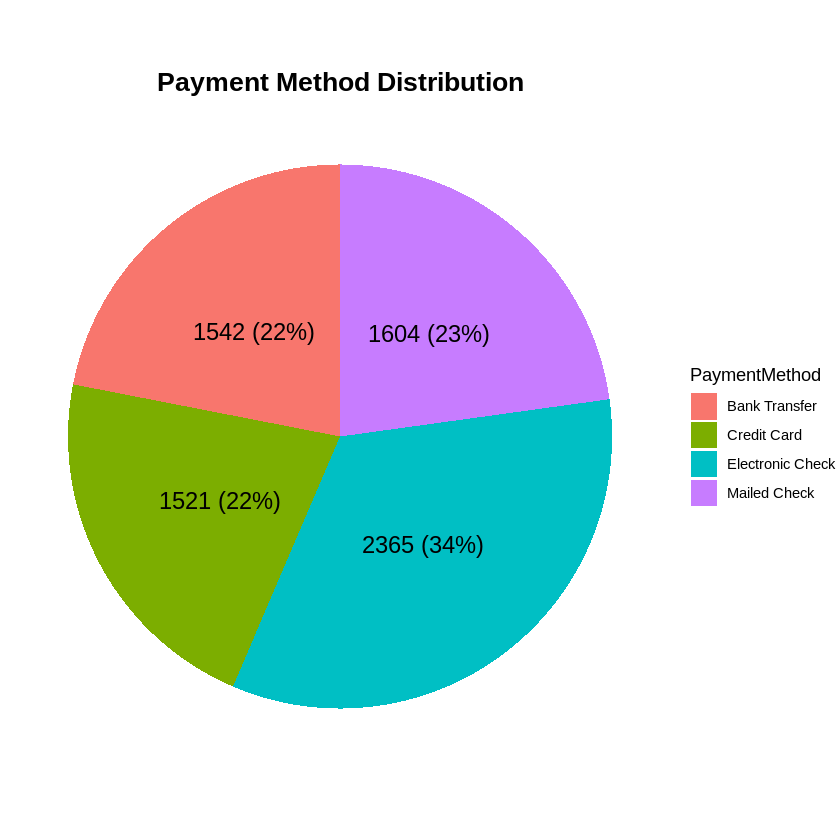 Payment Method Distribution
1542 (22%)
1604 (23%)
1521 (22%)
2365 (34%)
PaymentMethod
Bank Transfer
Credit Card
Electronic Check
Mailed Check